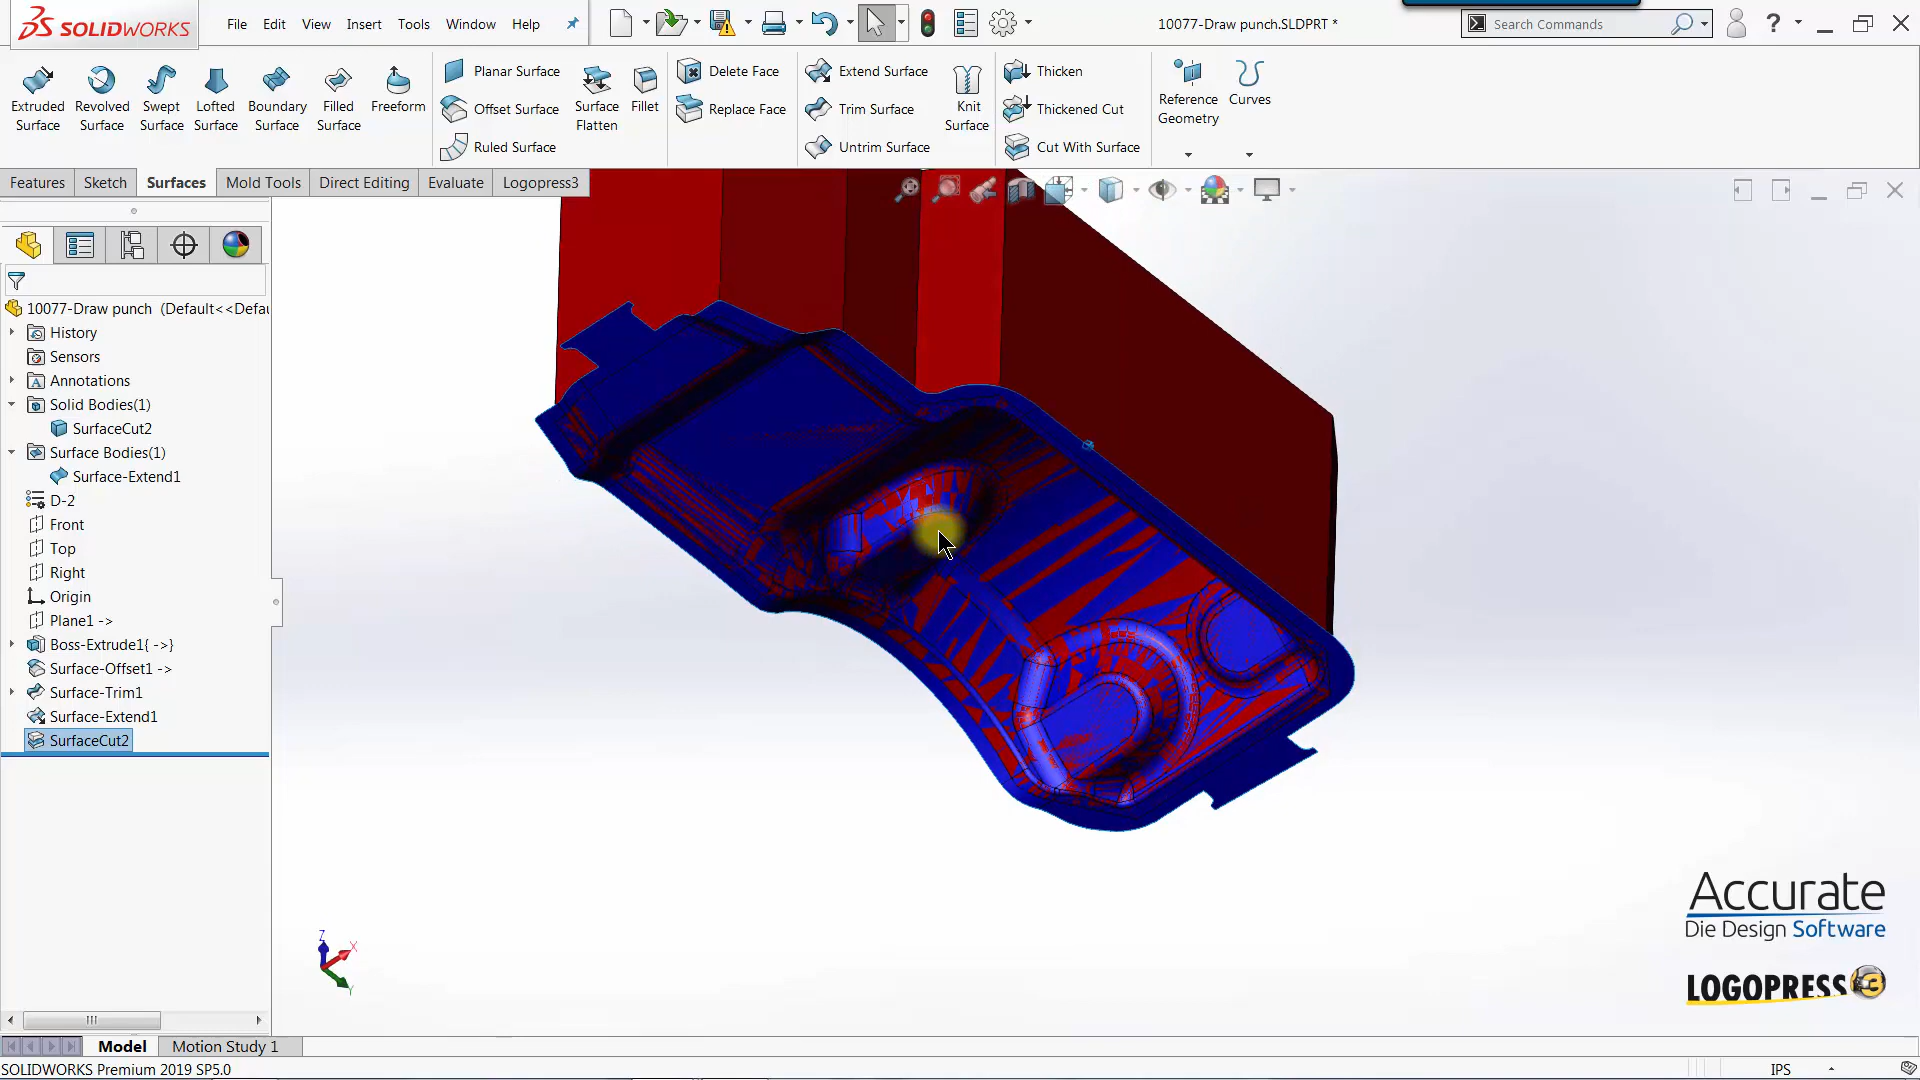 SOLIDWORKS
File Edit View Insert Tools Window Help
10077-Draw punch.SLDPRT *
Search Commands
?
Extruded Surface
Revolved Surface
Swept Surface
Lofted Surface
Boundary Surface
Filled Surface
Freeform
Planar Surface
Offset Surface
Ruled Surface
Surface Flatten
Fillet
Delete Face
Replace Face
Extend Surface
Trim Surface
Untrim Surface
Knit Surface
Thicken
Thickened Cut
Cut With Surface
Reference Geometry
Curves
Features Sketch Surfaces Mold Tools Direct Editing Evaluate Logopress3
10077-Draw punch (Default<<Defau
History
Sensors
Annotations
Solid Bodies(1)
SurfaceCut2
Surface Bodies(1)
Surface-Extend1
D-2
Front
Top
Right
Origin
Plane1 ->
Boss-Extrude1{ ->}
Surface-Offset1 ->
Surface-Trim1
Surface-Extend1
SurfaceCut2
Z
X
Y
Accurate
Die Design Software
LOGOPRESS 3
Model Motion Study 1
SOLIDWORKS Premium 2019 SP5.0
IPS